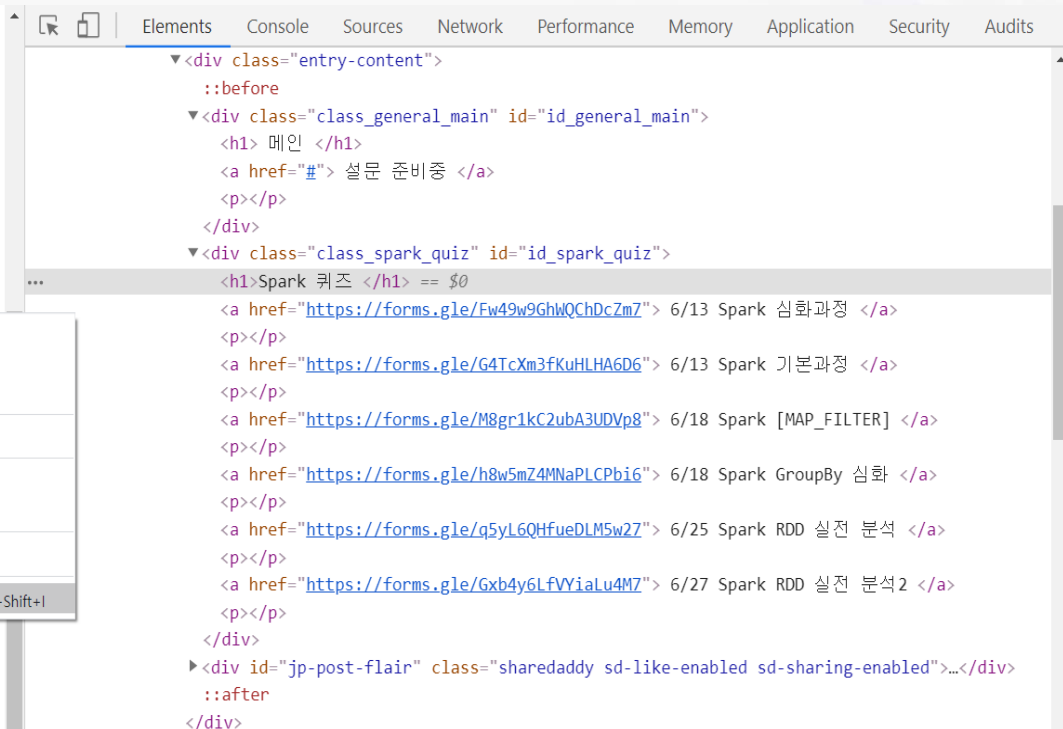 Elements Console Sources Network Performance Memory Application Security Audits
▼<div class="entry-content">
::before
▼<div class="class_general_main" id="id_general_main">
<h1> 메인 </h1>
<a href="#"> 설문 준비중 </a>
<p></p>
</div>
▼<div class="class_spark_quiz" id="id_spark_quiz">
... <h1>Spark 퀴즈 </h1> == $0
<a href="https://forms.gle/Fw49w9GhWQChDcZm7"> 6/13 Spark 심화과정 </a>
<p></p>
<a href="https://forms.gle/G4TcXm3fKuHLHA6D6"> 6/13 Spark 기본과정 </a>
<p></p>
<a href="https://forms.gle/M8gr1kC2ubA3UDVp8"> 6/18 Spark [MAP_FILTER] </a>
<p></p>
<a href="https://forms.gle/h8w5mZ4MNaPLCPbi6"> 6/18 Spark GroupBy 심화 </a>
<p></p>
<a href="https://forms.gle/q5yL6QHfueDLM5w27"> 6/25 Spark RDD 실전 분석 </a>
<p></p>
<a href="https://forms.gle/Gxb4y6LfVYiaLu4M7"> 6/27 Spark RDD 실전 분석2 </a>
-Shift+I
<p></p>
</div>
▶<div id="jp-post-flair" class="sharedaddy sd-like-enabled sd-sharing-enabled">…</div>
::after
</div>